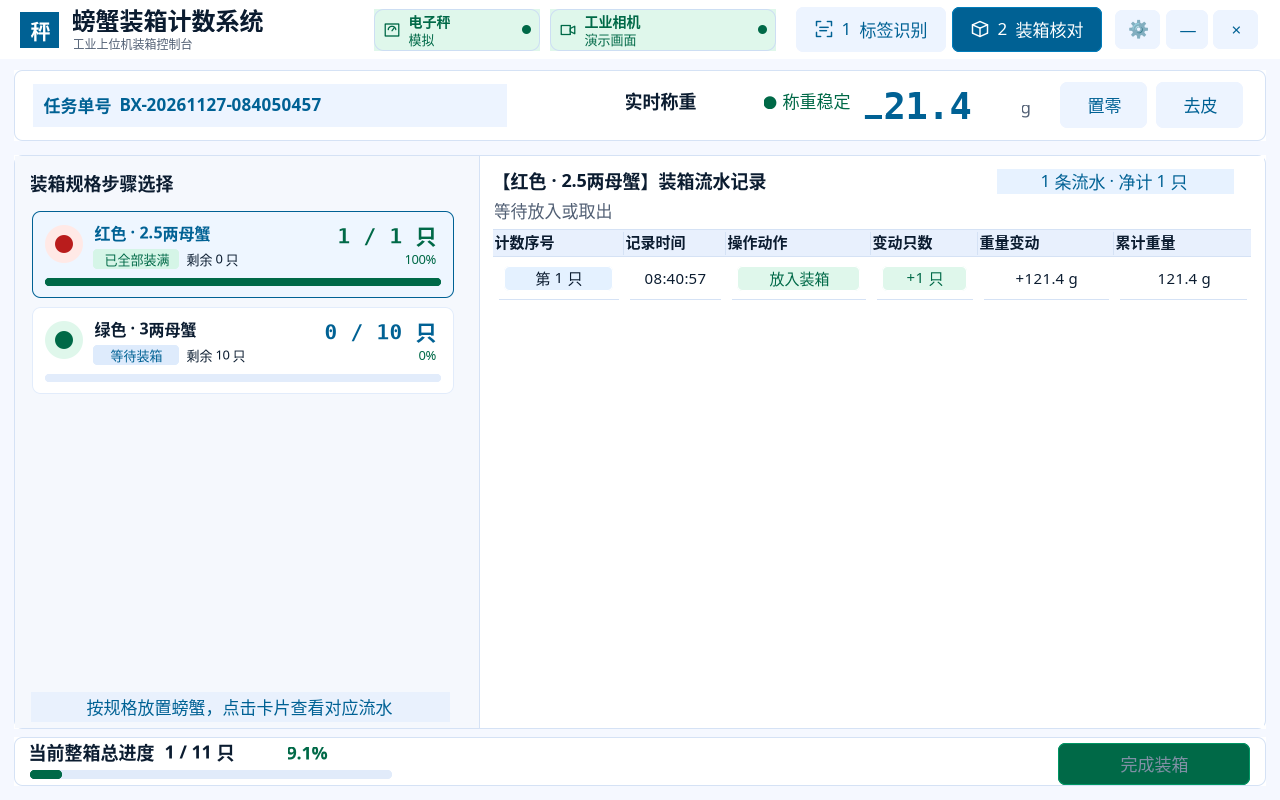 秤
螃蟹装箱计数系统
工业上位机装箱控制台
电子秤
模拟
工业相机
演示画面
1 标签识别
2 装箱核对
—
×
任务单号 BX-20261127-084050457
实时称重
称重稳定
21.4
g
置零
去皮
装箱规格步骤选择
红色 · 2.5两母蟹
1 / 1 只
已全部装满
剩余 0 只
100%
绿色 · 3两母蟹
0 / 10 只
等待装箱
剩余 10 只
0%
按规格放置螃蟹，点击卡片查看对应流水
【红色 · 2.5两母蟹】装箱流水记录
1 条流水 · 净计 1 只
等待放入或取出
计数序号 记录时间 操作动作 变动只数 重量变动 累计重量
第 1 只 08:40:57 放入装箱 +1 只 +121.4 g 121.4 g
当前整箱总进度 1 / 11 只 9.1%
完成装箱